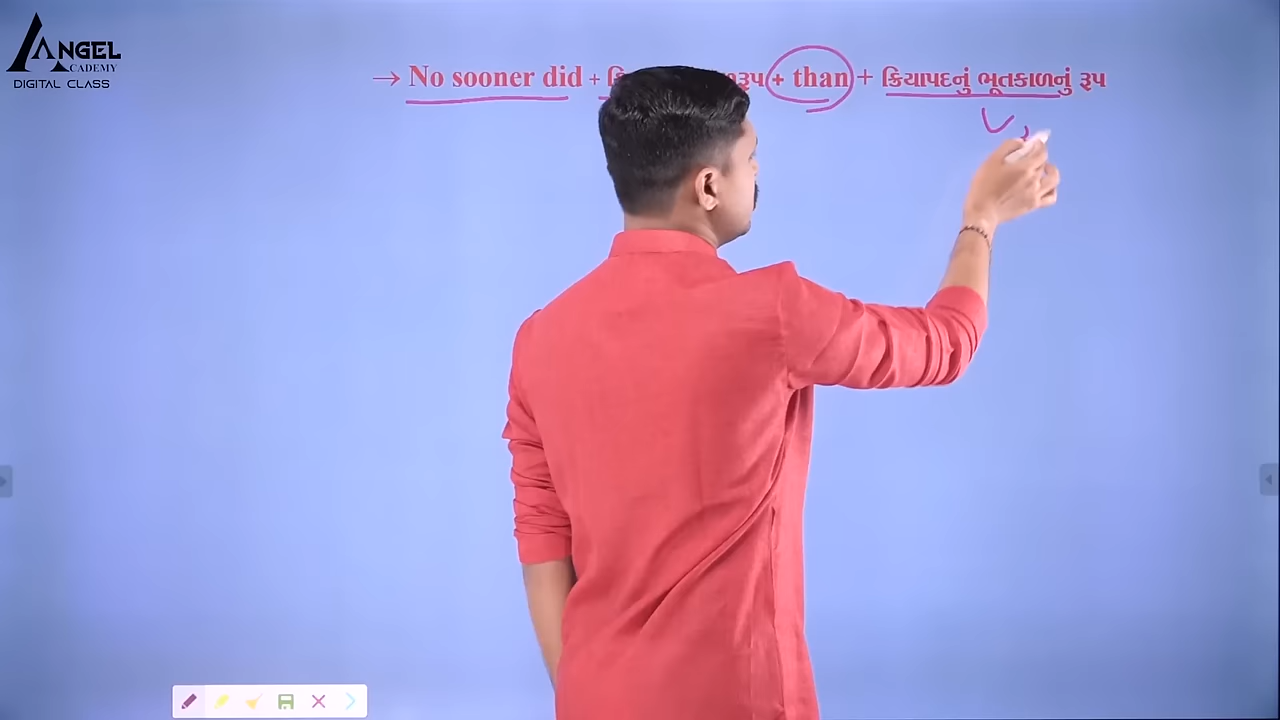 ANGEL
ACADEMY
DIGITAL CLASS
→ No sooner did + + than + ક્રિયાપદનું ભૂતકાળનું રૂપ
V